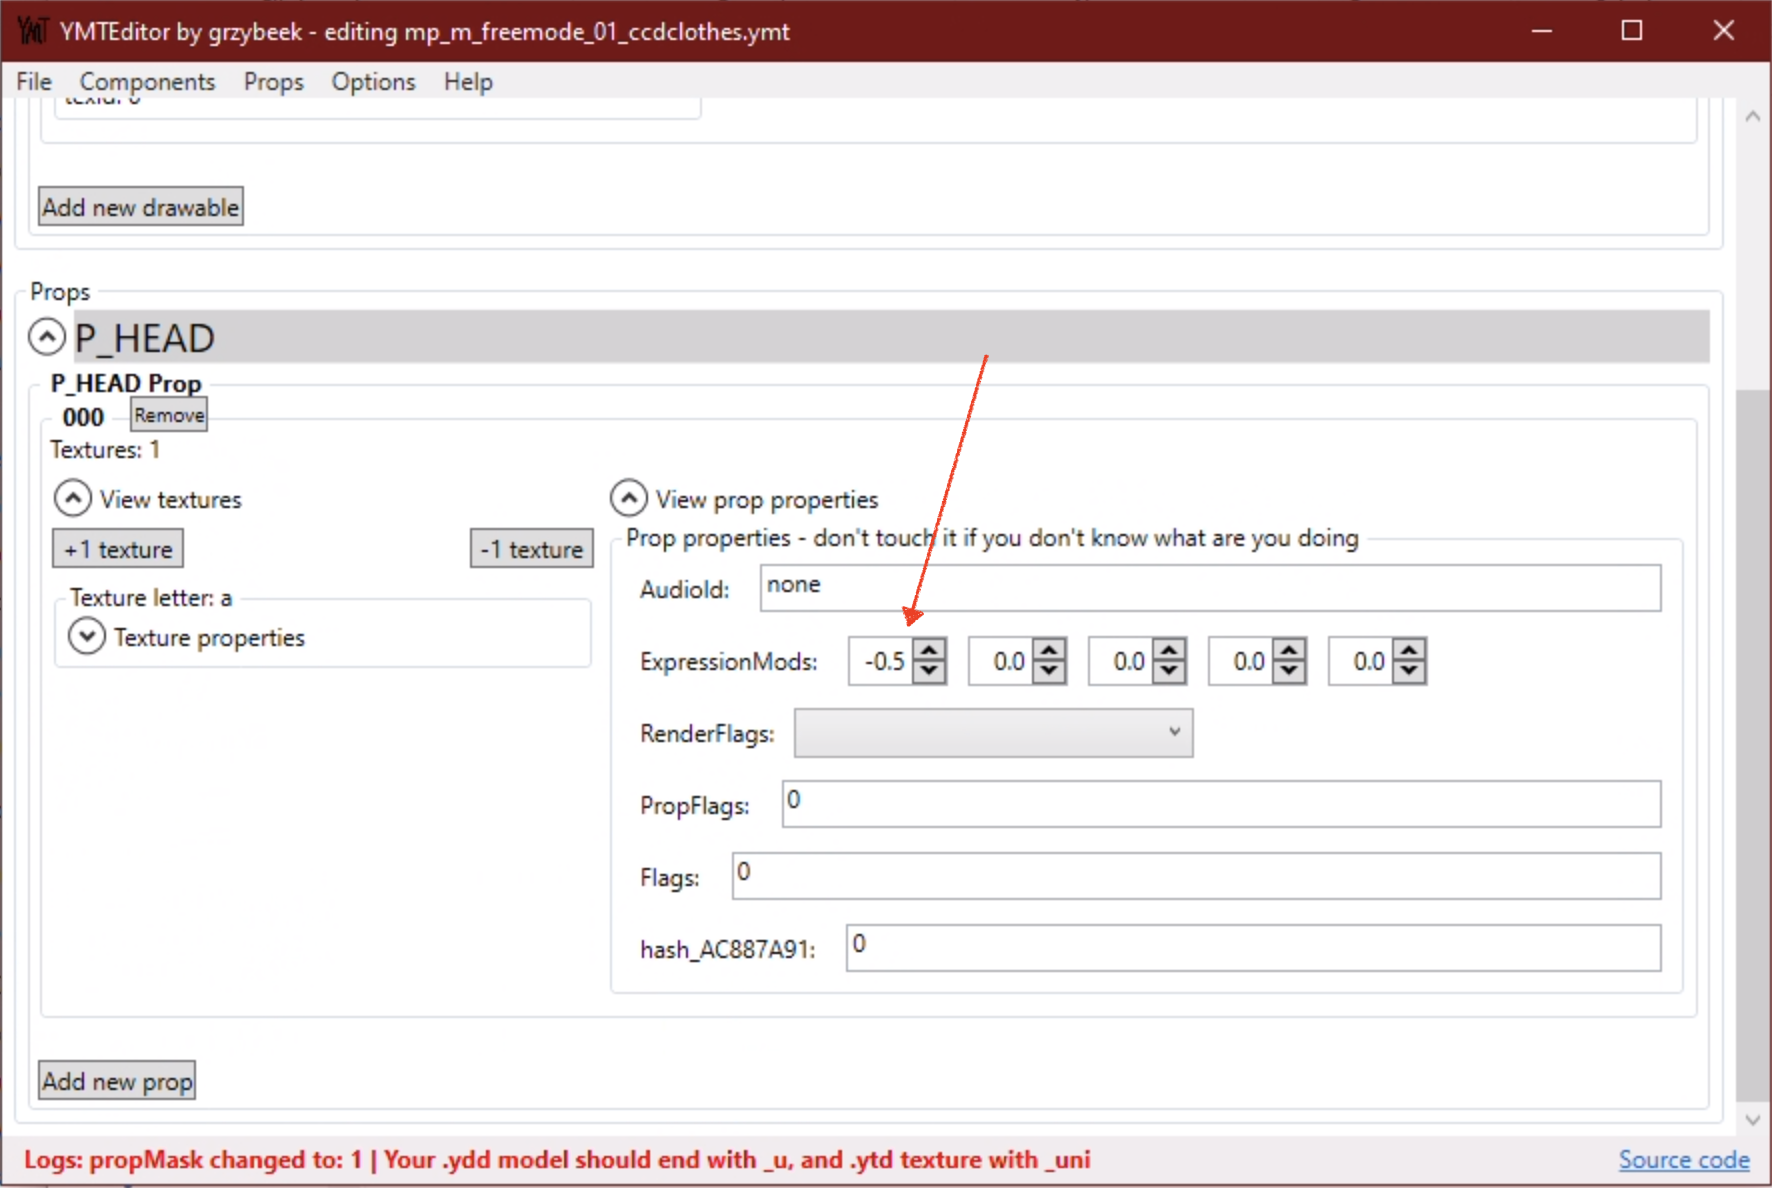 YMTEditor by grzybeek - editing mp_m_freemode_01_ccdclothes.ymt
File Components Props Options Help
texId: 0
Add new drawable
Props
P_HEAD
P_HEAD Prop
000 Remove
Textures: 1
View textures
+1 texture -1 texture
Texture letter: a
Texture properties
View prop properties
Prop properties - don't touch it if you don't know what are you doing
AudioId: none
ExpressionMods: -0.5 0.0 0.0 0.0 0.0
RenderFlags:
PropFlags: 0
Flags: 0
hash_AC887A91: 0
Add new prop
Logs: propMask changed to: 1 | Your .ydd model should end with _u, and .ytd texture with _uni
Source code